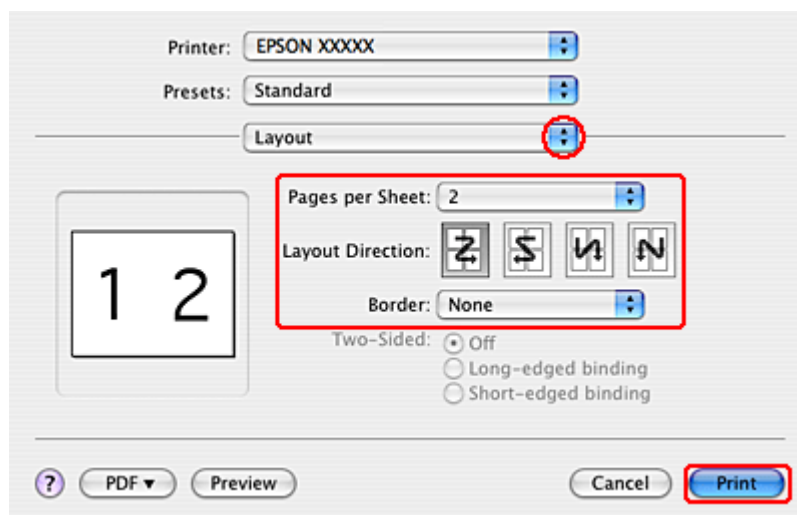 Printer: EPSON XXXXX
Presets: Standard
Layout
Pages per Sheet: 2
Layout Direction:
Border: None
Two-Sided: Off
Long-edged binding
Short-edged binding
1 2
? PDF▼ Preview Cancel Print